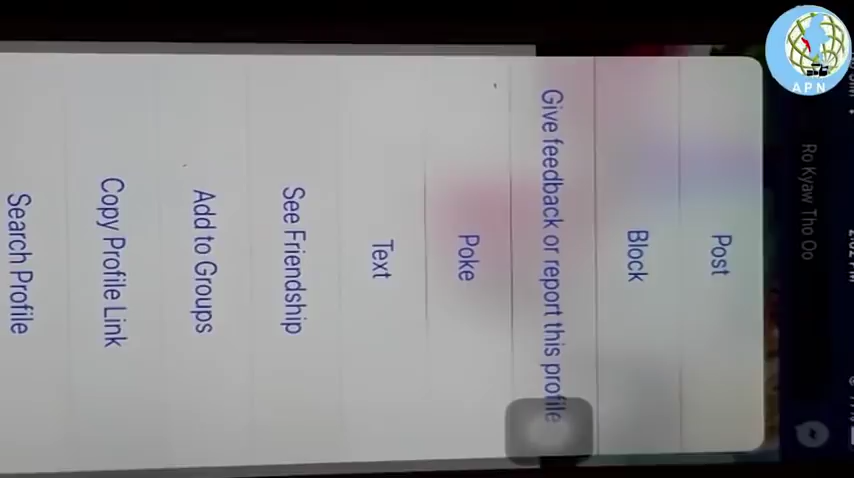 Ro Kyaw Tho Oo
Post
Block
Give feedback or report this profile
Poke
Text
See Friendship
Add to Groups
Copy Profile Link
Search Profile
APN